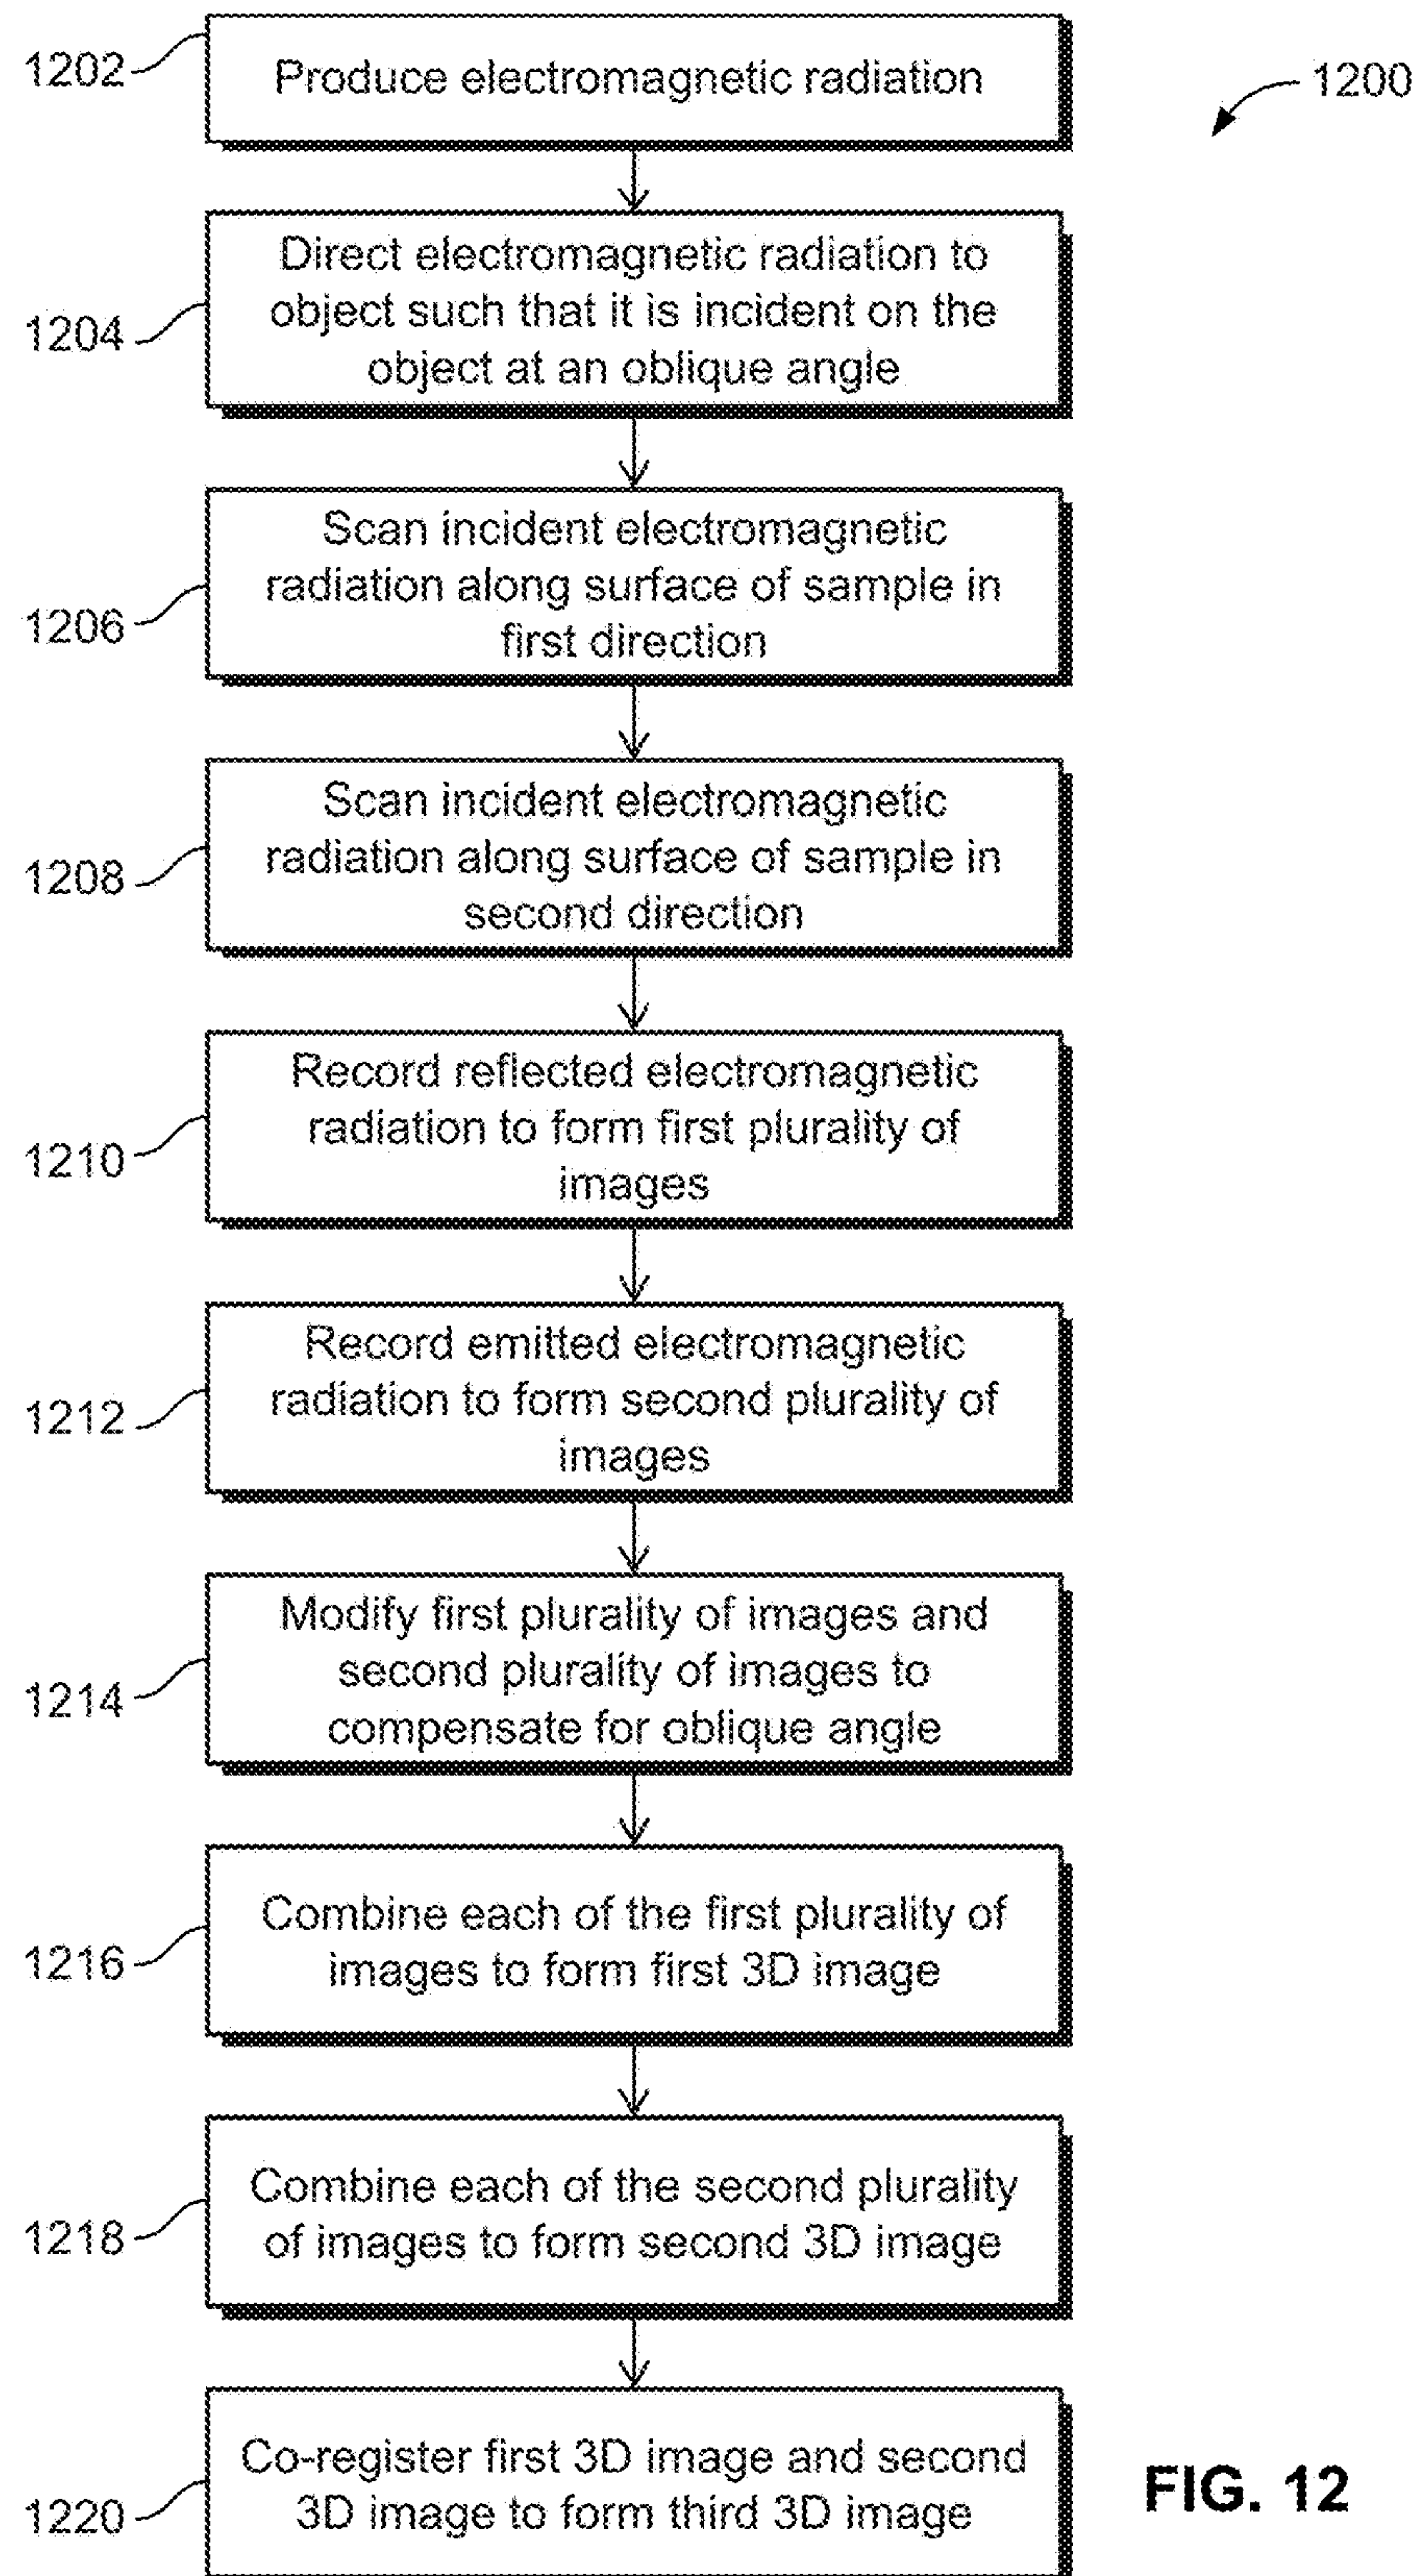 1202
Produce electromagnetic radiation
1200
1204
Direct electromagnetic radiation to
object such that it is incident on the
object at an oblique angle
1206
Scan incident electromagnetic
radiation along surface of sample in
first direction
1208
Scan incident electromagnetic
radiation along surface of sample in
second direction
1210
Record reflected electromagnetic
radiation to form first plurality of
images
1212
Record emitted electromagnetic
radiation to form second plurality of
images
1214
Modify first plurality of images and
second plurality of images to
compensate for oblique angle
1216
Combine each of the first plurality of
images to form first 3D image
1218
Combine each of the second plurality
of images to form second 3D image
1220
Co-register first 3D image and second
3D image to form third 3D image
FIG. 12